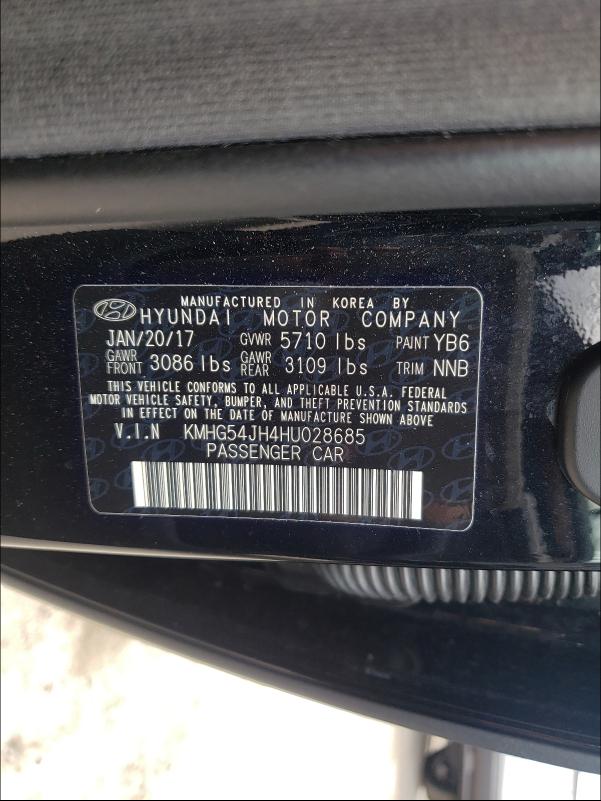 MANUFACTURED IN KOREA BY
HYUNDAI MOTOR COMPANY
JAN/20/17 GVWR 5710 lbs PAINT YB6
GAWR FRONT 3086 lbs GAWR REAR 3109 lbs TRIM NNB
THIS VEHICLE CONFORMS TO ALL APPLICABLE U.S.A. FEDERAL
MOTOR VEHICLE SAFETY, BUMPER, AND THEFT PREVENTION STANDARDS
IN EFFECT ON THE DATE OF MANUFACTURE SHOWN ABOVE
V.I.N KMHG54JH4HU028685
PASSENGER CAR